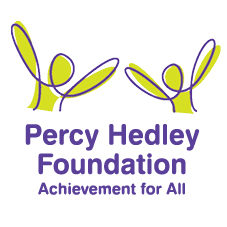 Percy Hedley
Foundation
Achievement for All